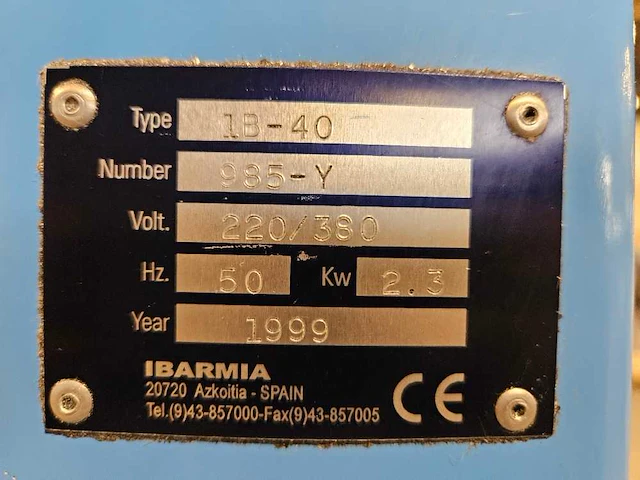 Type 1B-40
Number 985-Y
Volt. 220/380
Hz. 50 Kw 2.3
Year 1999
IBARMIA
20720 Azkoitia - SPAIN
Tel.(9)43-857000-Fax(9)43-857005
CE